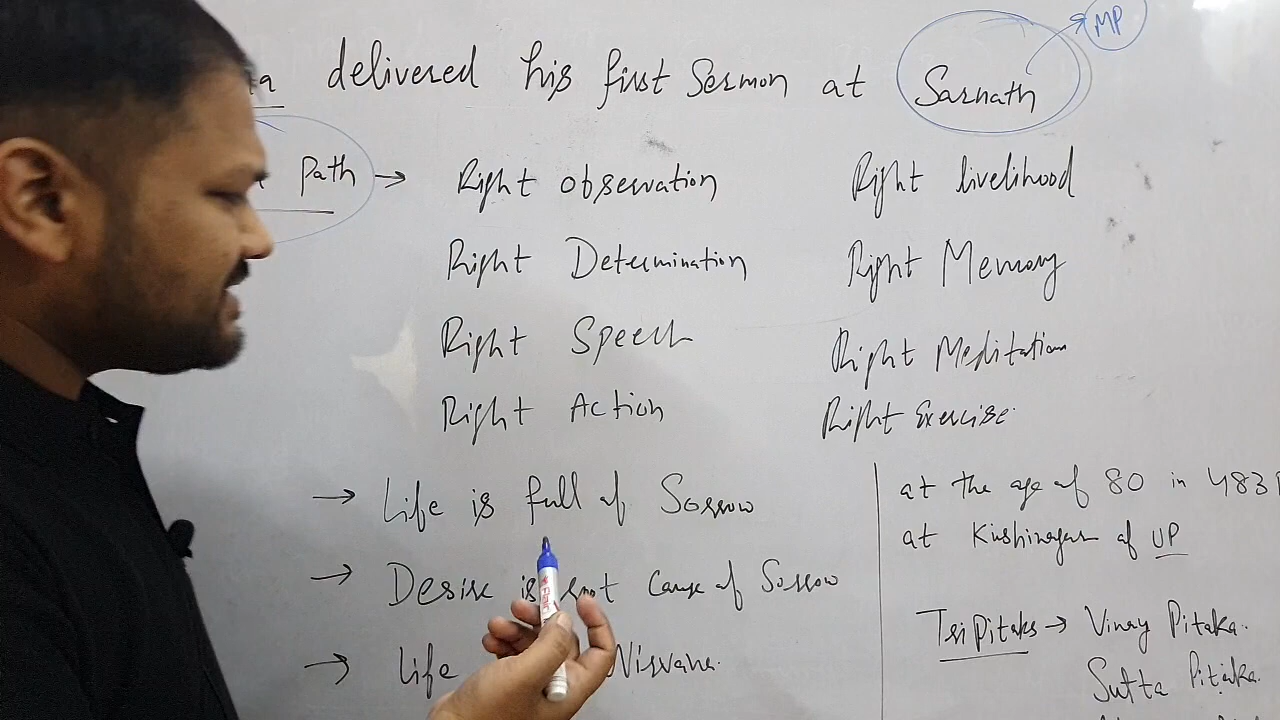 delivered his first Sermon at Sarnath
MP
Path → Right observation
Right livelihood
Right Determination
Right Memory
Right Speech
Right Meditation
Right Action
Right Exercise
→ Life is full of Sorrow
→ Desire is root Cause of Sorrow
→ Life Nirvana.
at the age of 80 in 483
at Kushinagar of UP
Tripitaks → Vinay Pitaka.
Sutta Pitaka.